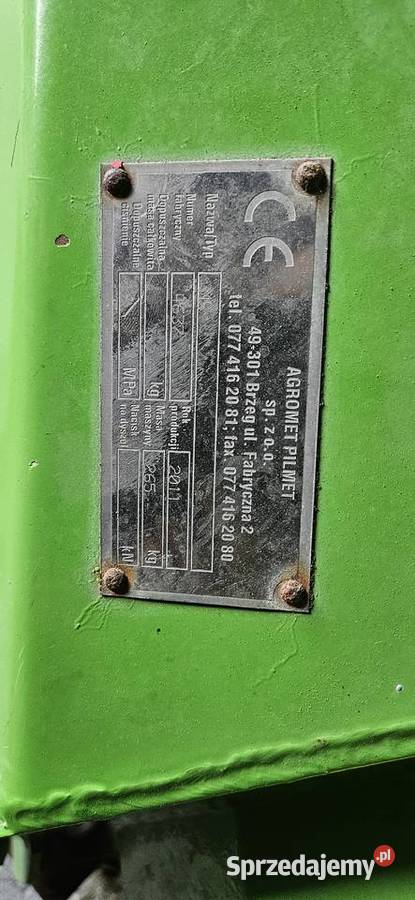 CE
AGROMET PILMET
sp. z o.o.
49-301 Brzeg ul. Fabryczna 2
tel. 077 416 20 81; fax. 077 416 20 80
Nazwa/Typ
Numer fabryczny
Rok produkcji 2011
Dopuszczalna masa całkowita kg
Masa maszyny 265 kg
Dopuszczalne ciśnienie MPa
Nacisk na dyszel kN
Sprzedajemy.pl